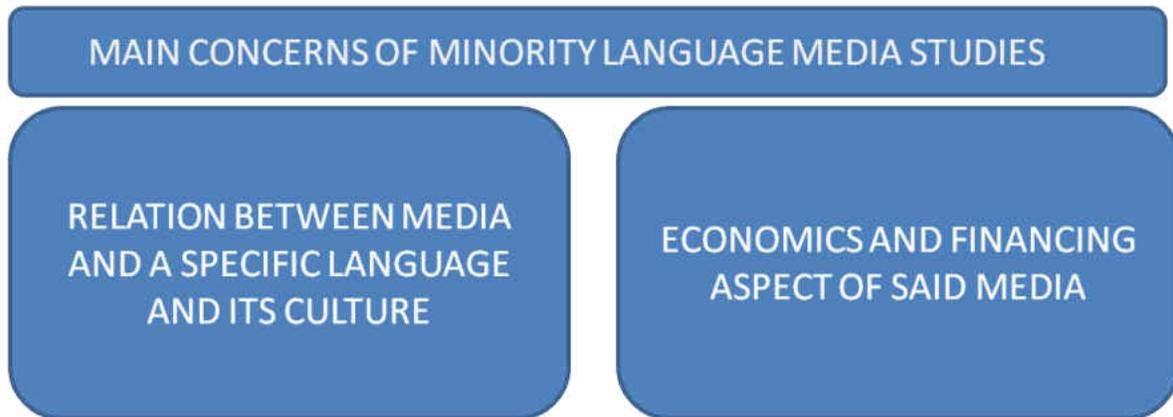 MAIN CONCERNS OF MINORITY LANGUAGE MEDIA STUDIES
RELATION BETWEEN MEDIA
AND A SPECIFIC LANGUAGE
AND ITS CULTURE
ECONOMICS AND FINANCING
ASPECT OF SAID MEDIA